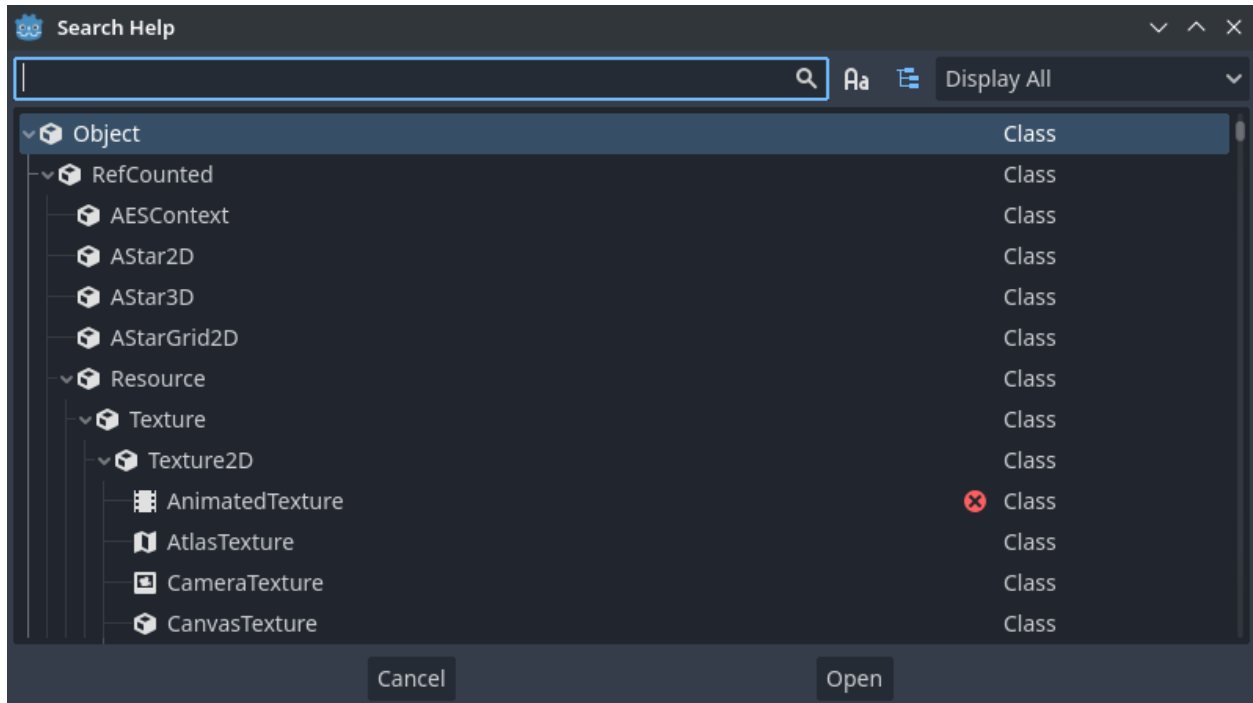 Search Help
Aa Display All
Object Class
RefCounted Class
AESContext Class
AStar2D Class
AStar3D Class
AStarGrid2D Class
Resource Class
Texture Class
Texture2D Class
AnimatedTexture Class
AtlasTexture Class
CameraTexture Class
CanvasTexture Class
Cancel Open